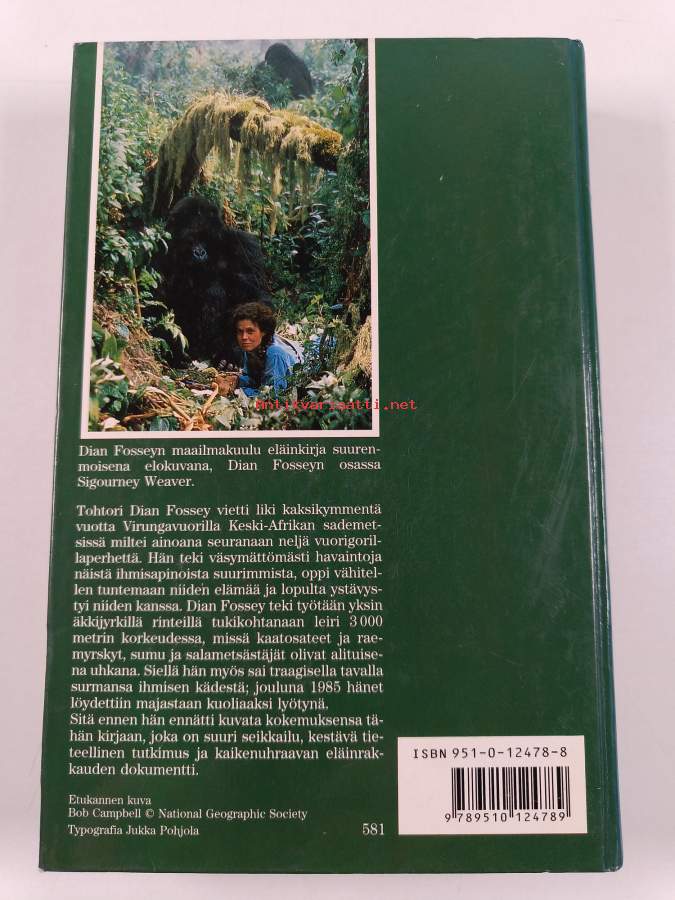 Antikvariaatti.net
Dian Fosseyn maailmakuulu eläinkirja suuren-
moisena elokuvana, Dian Fosseyn osassa
Sigourney Weaver.
Tohtori Dian Fossey vietti liki kaksikymmentä
vuotta Virungavuorilla Keski-Afrikan sademet-
sissä miltei ainoana seuranaan neljä vuorigoril-
laperhettä. Hän teki väsymättömästi havaintoja
näistä ihmisapinoista suurimmista, oppi vähitel-
len tuntemaan niiden elämää ja lopulta ystävys-
tyi niiden kanssa. Dian Fossey teki työtään yksin
äkkijyrkillä rinteillä tukikohtanaan leiri 3 000
metrin korkeudessa, missä kaatosateet ja rae-
myrskyt, sumu ja salametsästäjät olivat alituise-
na uhkana. Siellä hän myös sai traagisella tavalla
surmansa ihmisen kädestä; jouluna 1985 hänet
löydettiin majastaan kuoliaaksi lyötynä.
Sitä ennen hän ennätti kuvata kokemuksensa tä-
hän kirjaan, joka on suuri seikkailu, kestävä tie-
teellinen tutkimus ja kaikenuhraavan eläinrak-
kauden dokumentti.
Etukannen kuva
Bob Campbell © National Geographic Society
Typografia Jukka Pohjola 581
ISBN 951-0-12478-8
9 789510 124789